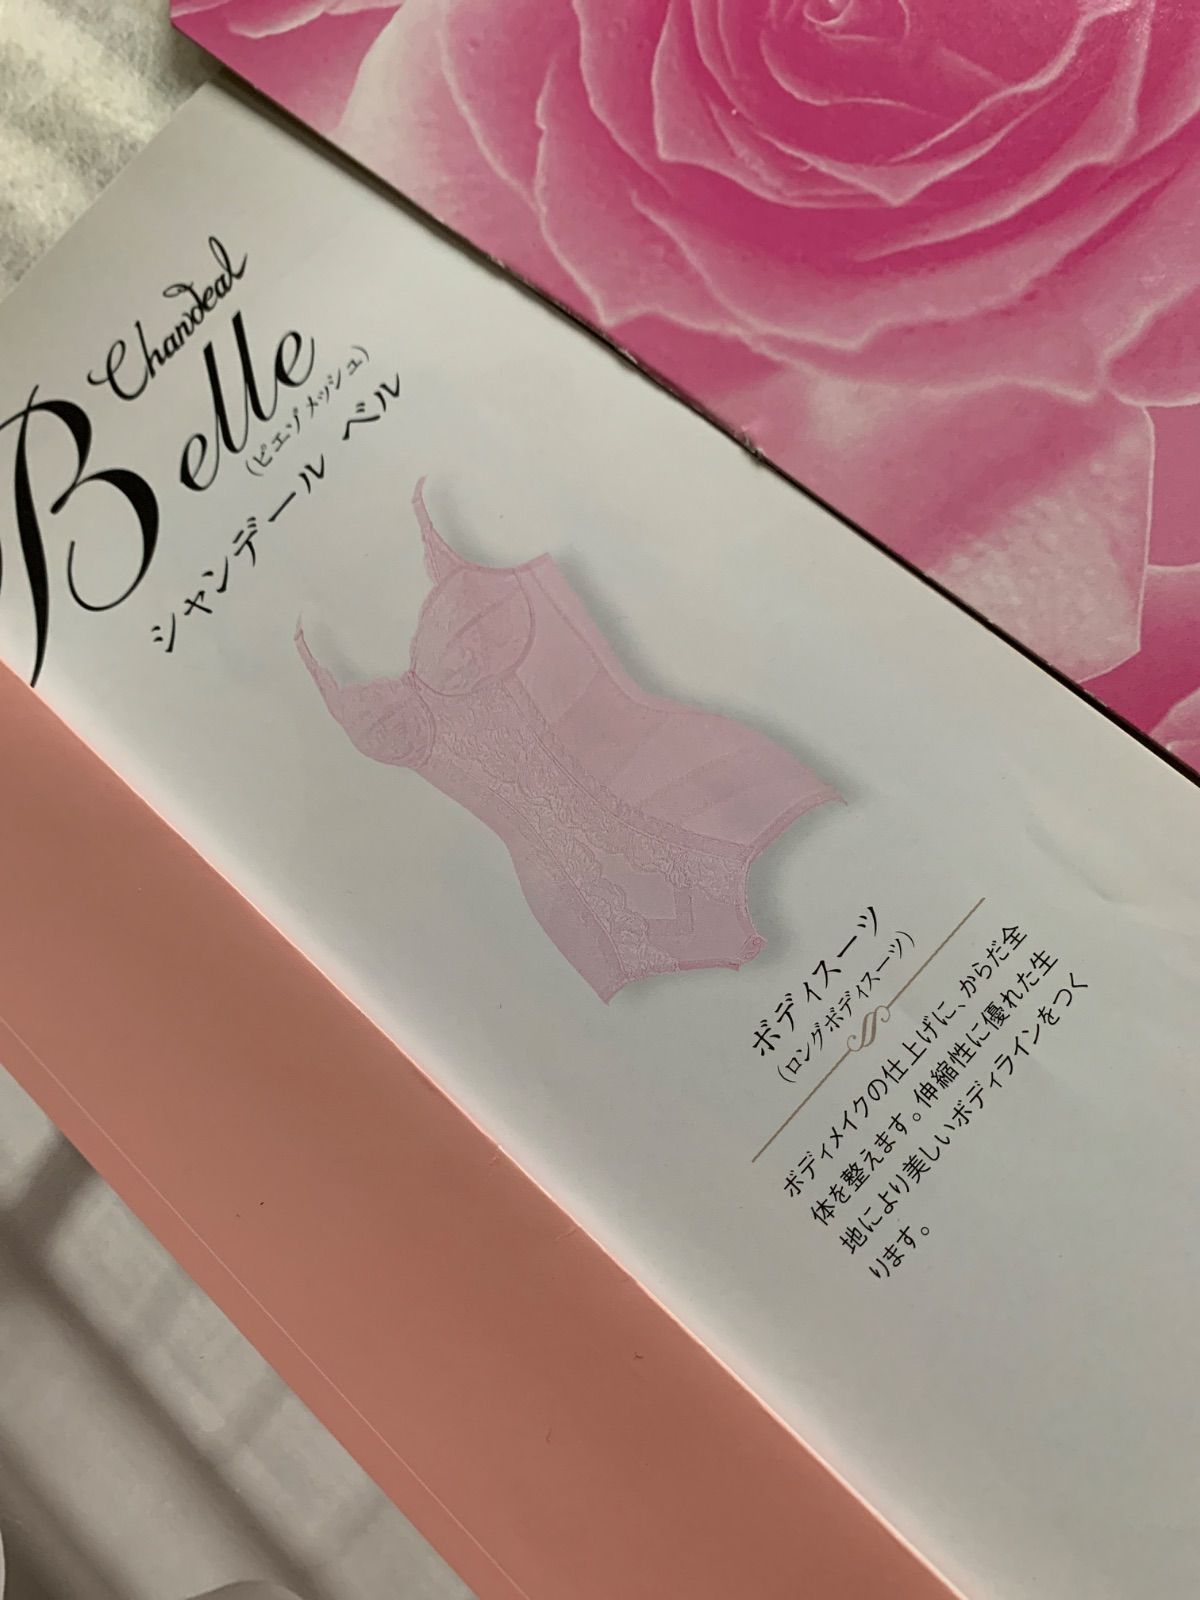 Chandeal
Belle
(ピエゾメッシュ)
シャンデール ベル
ボディスーツ
(ロングボディスーツ)
ボディメイクの仕上げに、からだ全
体を整えます。伸縮性に優れた生
地により美しいボディラインをつく
ります。